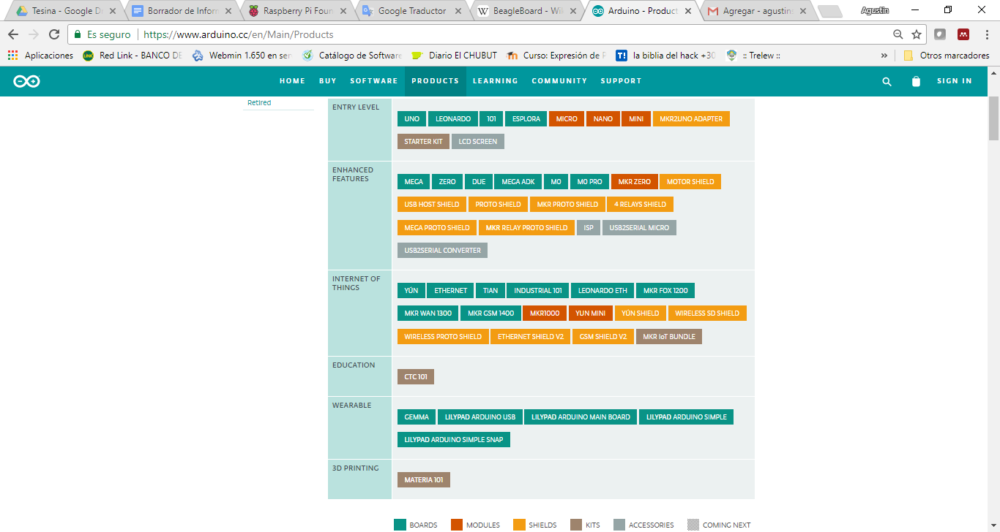 Tesina - Google D
Borrador de Inform
Raspberry Pi Foun
Google Traductor
BeagleBoard - Wik
Arduino - Product
Agregar - agustins
Agustin
Es seguro
https://www.arduino.cc/en/Main/Products
Aplicaciones
Red Link - BANCO DE
Webmin 1.650 en ser
Catálogo de Software
Diario El CHUBUT
Curso: Expresión de P
la biblia del hack +30
:: Trelew ::
»
Otros marcadores
HOME BUY SOFTWARE PRODUCTS LEARNING COMMUNITY SUPPORT SIGN IN
Retired
ENTRY LEVEL
UNO LEONARDO 101 ESPLORA MICRO NANO MINI MKR2UNO ADAPTER
STARTER KIT LCD SCREEN
ENHANCED
FEATURES
MEGA ZERO DUE MEGA ADK M0 M0 PRO MKR ZERO MOTOR SHIELD
USB HOST SHIELD PROTO SHIELD MKR PROTO SHIELD 4 RELAYS SHIELD
MEGA PROTO SHIELD MKR RELAY PROTO SHIELD ISP USB2SERIAL MICRO
USB2SERIAL CONVERTER
INTERNET OF
THINGS
YÚN ETHERNET TIAN INDUSTRIAL 101 LEONARDO ETH MKR FOX 1200
MKR WAN 1300 MKR GSM 1400 MKR1000 YUN MINI YÚN SHIELD WIRELESS SD SHIELD
WIRELESS PROTO SHIELD ETHERNET SHIELD V2 GSM SHIELD V2 MKR IoT BUNDLE
EDUCATION
CTC 101
WEARABLE
GEMMA LILYPAD ARDUINO USB LILYPAD ARDUINO MAIN BOARD LILYPAD ARDUINO SIMPLE
LILYPAD ARDUINO SIMPLE SNAP
3D PRINTING
MATERIA 101
BOARDS MODULES SHIELDS KITS ACCESSORIES COMING NEXT